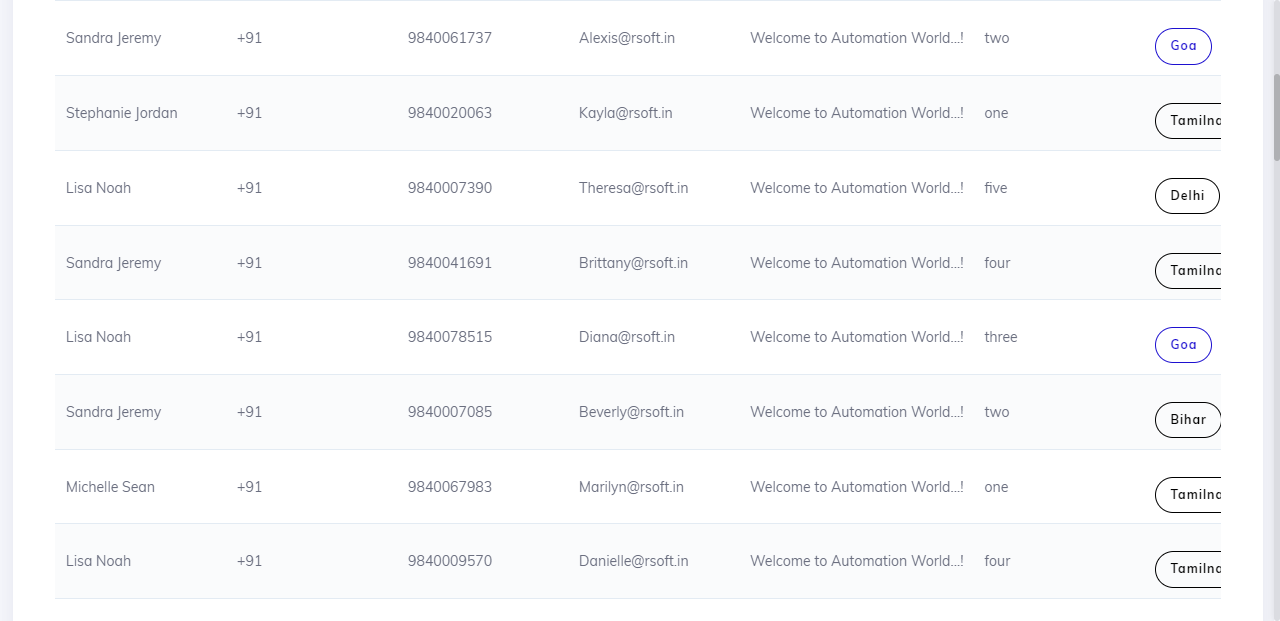 Sandra Jeremy +91 9840061737 Alexis@rsoft.in Welcome to Automation World...! two Goa
Stephanie Jordan +91 9840020063 Kayla@rsoft.in Welcome to Automation World...! one Tamilna
Lisa Noah +91 9840007390 Theresa@rsoft.in Welcome to Automation World...! five Delhi
Sandra Jeremy +91 9840041691 Brittany@rsoft.in Welcome to Automation World...! four Tamilna
Lisa Noah +91 9840078515 Diana@rsoft.in Welcome to Automation World...! three Goa
Sandra Jeremy +91 9840007085 Beverly@rsoft.in Welcome to Automation World...! two Bihar
Michelle Sean +91 9840067983 Marilyn@rsoft.in Welcome to Automation World...! one Tamilna
Lisa Noah +91 9840009570 Danielle@rsoft.in Welcome to Automation World...! four Tamilna